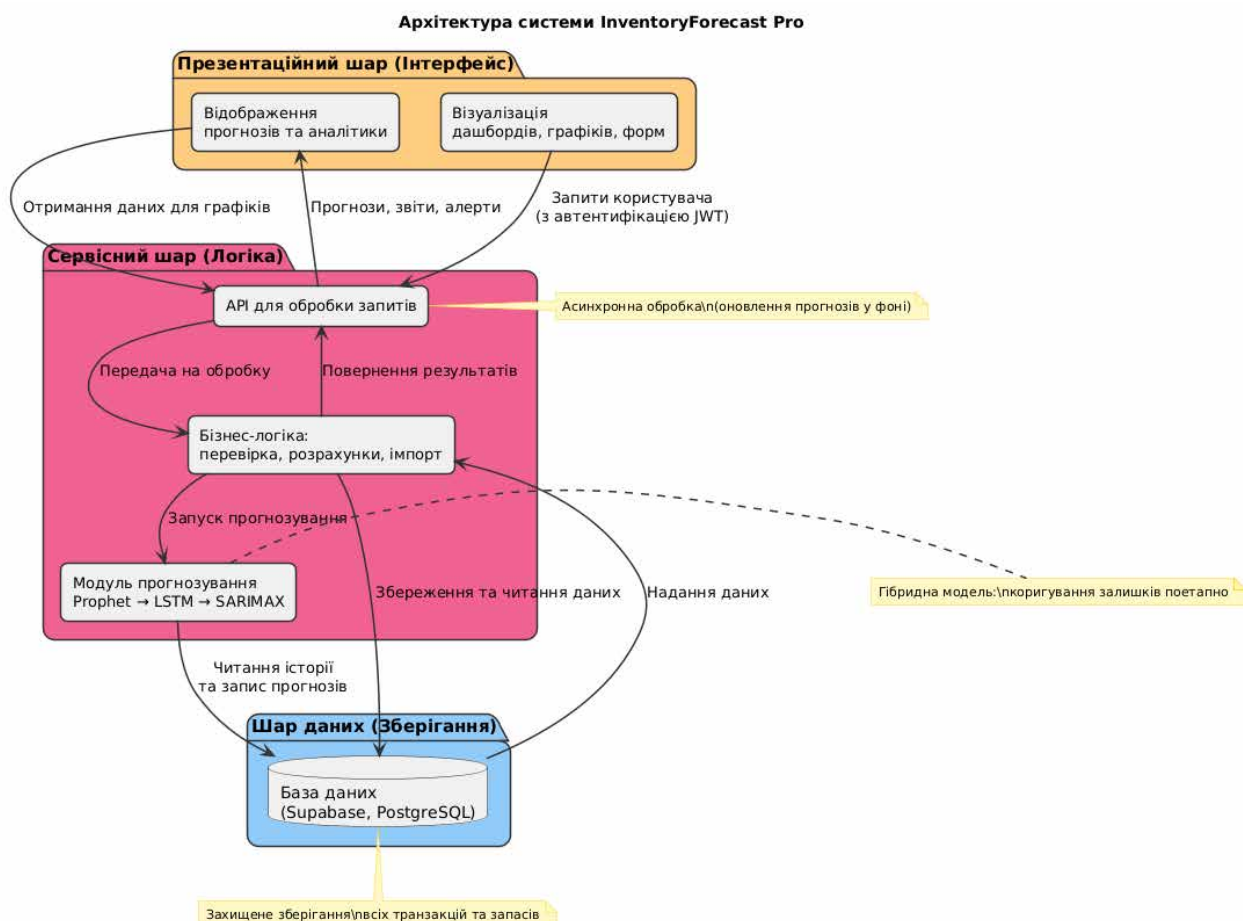 Архітектура системи InventoryForecast Pro
Презентаційний шар (Інтерфейс)
Відображення
прогнозів та аналітики
Візуалізація
дашбордів, графіків, форм
Отримання даних для графіків
Прогнози, звіти, алерти
Запити користувача
(з автентифікацією JWT)
Сервісний шар (Логіка)
API для обробки запитів
Асинхронна обробка\n(оновлення прогнозів у фоні)
Передача на обробку
Повернення результатів
Бізнес-логіка:
перевірка, розрахунки, імпорт
Запуск прогнозування
Модуль прогнозування
Prophet → LSTM → SARIMAX
Збереження та читання даних
Надання даних
Гібридна модель:\nкоригування залишків поетапно
Читання історії
та запис прогнозів
Шар даних (Зберігання)
База даних
(Supabase, PostgreSQL)
Захищене зберігання\nвсіх транзакцій та запасів